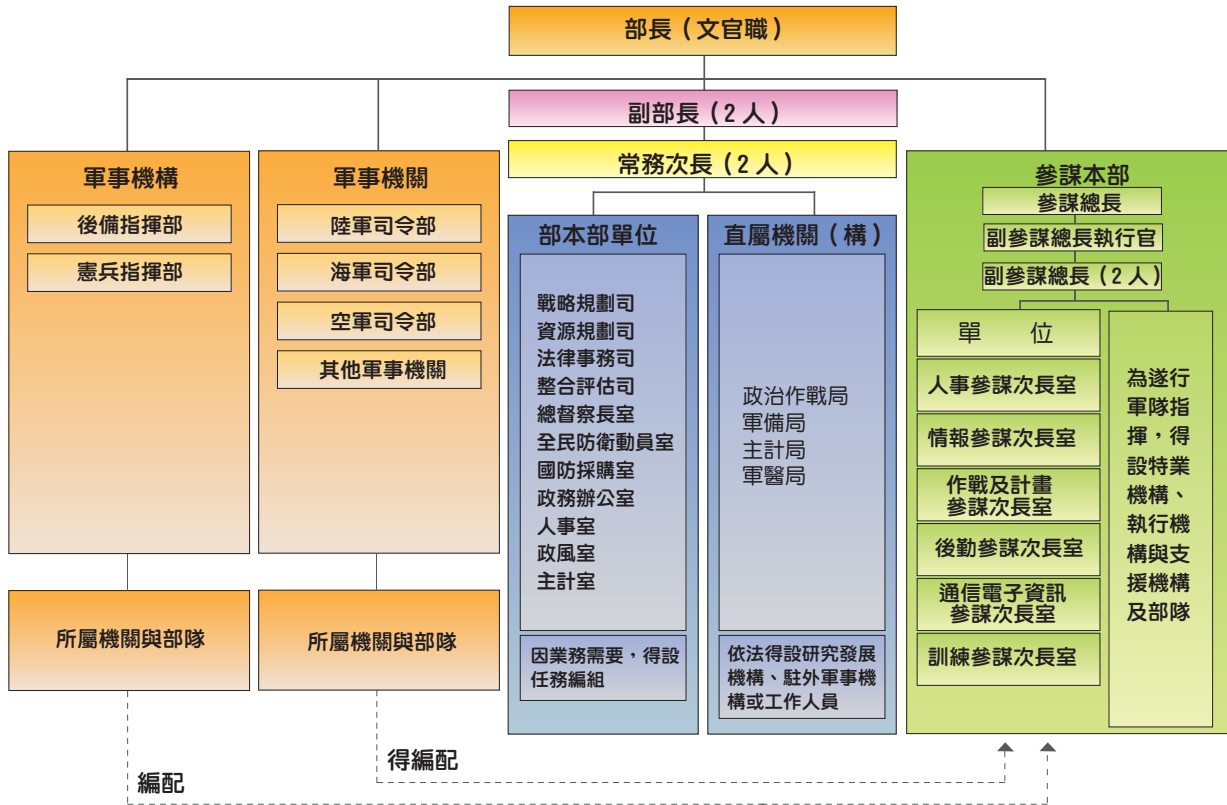 部長（文官職）
副部長（2 人）
常務次長（2 人）
軍事機構
後備指揮部
憲兵指揮部
所屬機關與部隊
軍事機關
陸軍司令部
海軍司令部
空軍司令部
其他軍事機關
所屬機關與部隊
部本部單位
戰略規劃司
資源規劃司
法律事務司
整合評估司
總督察長室
全民防衛動員室
國防採購室
政務辦公室
人事室
政風室
主計室
因業務需要，得設
任務編組
直屬機關（構）
政治作戰局
軍備局
主計局
軍醫局
依法得設研究發展
機構、駐外軍事機
構或工作人員
參謀本部
參謀總長
副參謀總長執行官
副參謀總長（2 人）
單　　位
人事參謀次長室
情報參謀次長室
作戰及計畫
參謀次長室
後勤參謀次長室
通信電子資訊
參謀次長室
訓練參謀次長室
為遂行
軍隊指
揮，得
設特業
機構、
執行機
構與支
援機構
及部隊
得編配
編配